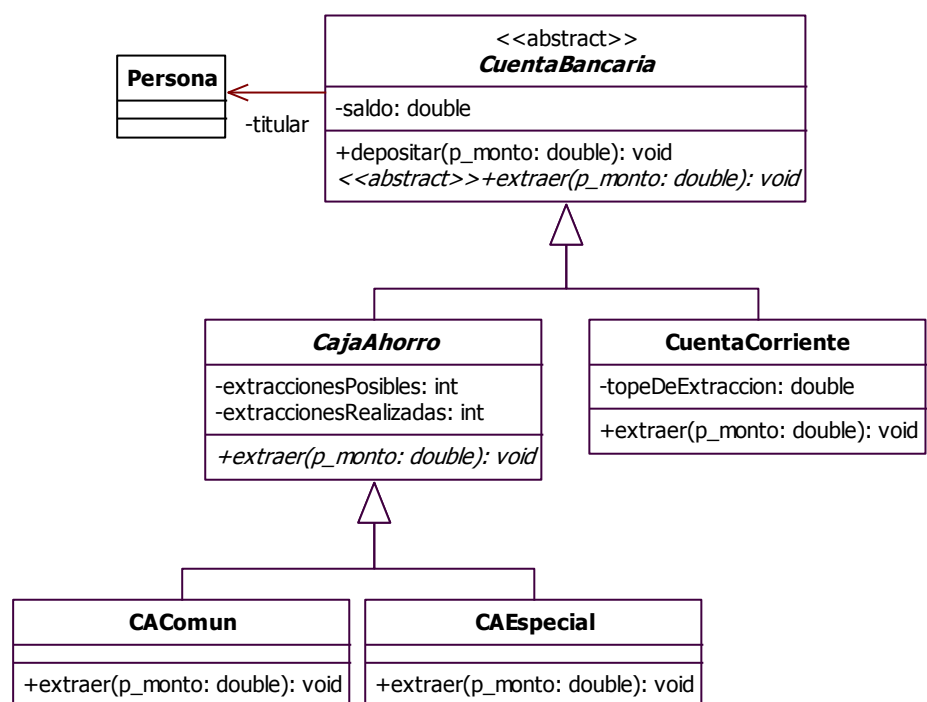 <<abstract>>
CuentaBancaria
Persona
-titular
-saldo: double
+depositar(p_monto: double): void
<<abstract>>+extraer(p_monto: double): void
CajaAhorro
-extraccionesPosibles: int
-extraccionesRealizadas: int
+extraer(p_monto: double): void
CuentaCorriente
-topeDeExtraccion: double
+extraer(p_monto: double): void
CAComun
+extraer(p_monto: double): void
CAEspecial
+extraer(p_monto: double): void